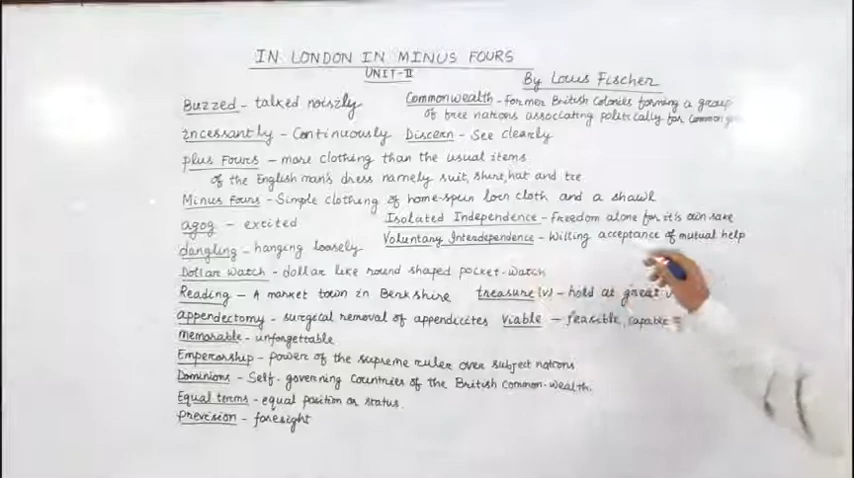 IN LONDON IN MINUS FOURS
UNIT-II
By Louis Fischer
Buzzed - talked noisily
Commonwealth - Former British Colonies forming a group
of free nations associating politically for common
Incessantly - Continuously
Discern - See clearly
plus Fours - more clothing than the usual items
of the English man's dress namely suit, shirt, hat and tie
Minus Fours - Simple clothing of home-spun loin cloth and a shawl
agog - excited
Isolated Independence - Freedom alone for it's own sake
Voluntary Interdependence - Willing acceptance of mutual help
dangling - hanging loosely
Dollar Watch - dollar like round shaped pocket-watch
Reading - A market town in Berkshire
treasure (v) - hold at great
appendectomy - surgical removal of appendicites
Viable - feasible, capable
memorable - unforgettable
Emperorship - power of the supreme ruler over subject nations
Dominions - Self-governing Countries of the British common-wealth.
Equal terms - equal position or status
Prevision - foresight